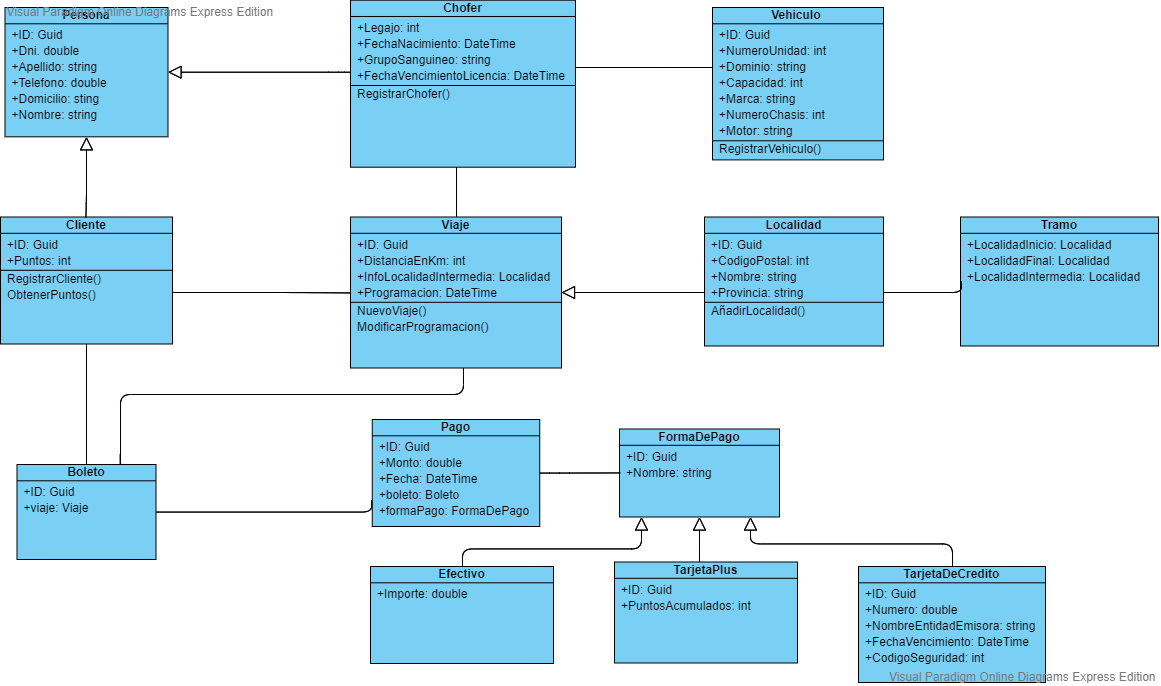 Visual Paradigm Online Diagrams Express Edition
Persona
+ID: Guid
+Dni. double
+Apellido: string
+Telefono: double
+Domicilio: sting
+Nombre: string
Chofer
+Legajo: int
+FechaNacimiento: DateTime
+GrupoSanguineo: string
+FechaVencimientoLicencia: DateTime
RegistrarChofer()
Vehiculo
+ID: Guid
+NumeroUnidad: int
+Dominio: string
+Capacidad: int
+Marca: string
+NumeroChasis: int
+Motor: string
RegistrarVehiculo()
Cliente
+ID: Guid
+Puntos: int
RegistrarCliente()
ObtenerPuntos()
Viaje
+ID: Guid
+DistanciaEnKm: int
+InfoLocalidadIntermedia: Localidad
+Programacion: DateTime
NuevoViaje()
ModificarProgramacion()
Localidad
+ID: Guid
+CodigoPostal: int
+Nombre: string
+Provincia: string
AñadirLocalidad()
Tramo
+LocalidadInicio: Localidad
+LocalidadFinal: Localidad
+LocalidadIntermedia: Localidad
Boleto
+ID: Guid
+viaje: Viaje
Pago
+ID: Guid
+Monto: double
+Fecha: DateTime
+boleto: Boleto
+formaPago: FormaDePago
FormaDePago
+ID: Guid
+Nombre: string
Efectivo
+Importe: double
TarjetaPlus
+ID: Guid
+PuntosAcumulados: int
TarjetaDeCredito
+ID: Guid
+Numero: double
+NombreEntidadEmisora: string
+FechaVencimiento: DateTime
+CodigoSeguridad: int
Visual Paradigm Online Diagrams Express Edition